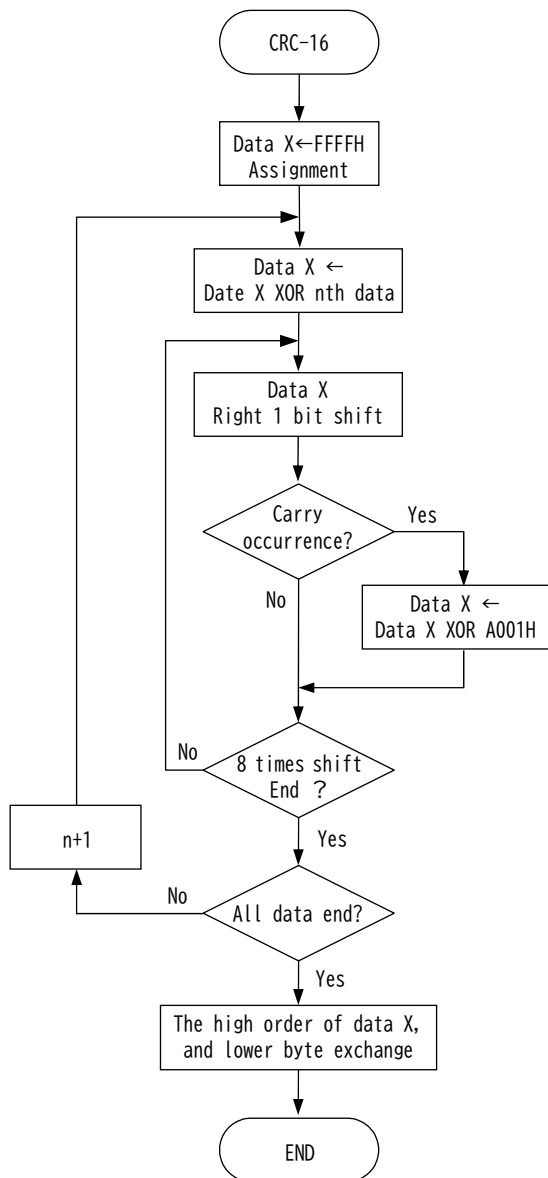 CRC-16
Data X←FFFFH
Assignment
Data X ←
Date X XOR nth data
Data X
Right 1 bit shift
Carry
occurrence?
Yes
No
Data X ←
Data X XOR A001H
No
8 times shift
End ?
Yes
n+1
No
All data end?
Yes
The high order of data X,
and lower byte exchange
END